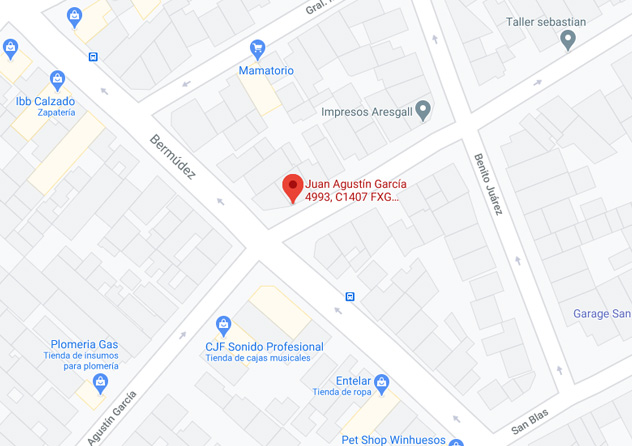 Gral.
Taller sebastian
Mamatorio
Ibb Calzado
Zapatería
Impresos Aresgall
Bermúdez
Juan Agustín García
4993, C1407 FXG...
Benito Juárez
Garage San
Plomeria Gas
Tienda de insumos
para plomería
CJF Sonido Profesional
Tienda de cajas musicales
Entelar
Tienda de ropa
Agustín García
San Blas
Pet Shop Winhuesos